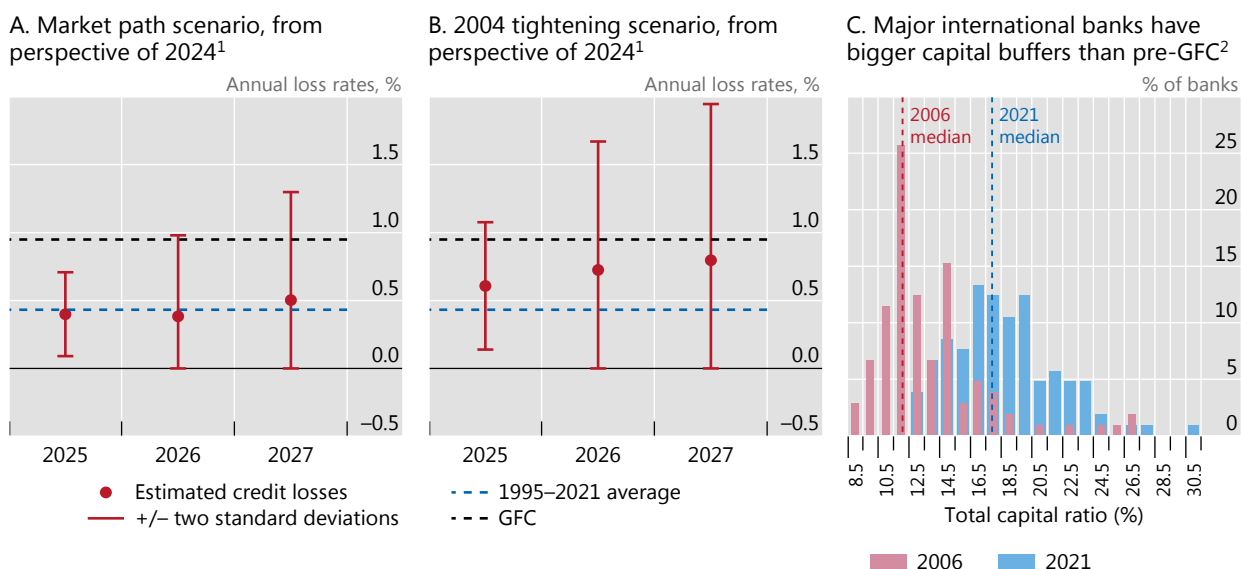 A. Market path scenario, from
perspective of 2024¹
Annual loss rates, %
1.5
1.0
0.5
0.0
–0.5
2025 2026 2027
B. 2004 tightening scenario, from
perspective of 2024¹
Annual loss rates, %
1.5
1.0
0.5
0.0
–0.5
2025 2026 2027
Estimated credit losses
+/– two standard deviations
1995–2021 average
GFC
C. Major international banks have
bigger capital buffers than pre-GFC²
% of banks
2006
median
2021
median
25
20
15
10
5
0
8.5 10.5 12.5 14.5 16.5 18.5 20.5 22.5 24.5 26.5 28.5 30.5
Total capital ratio (%)
2006 2021